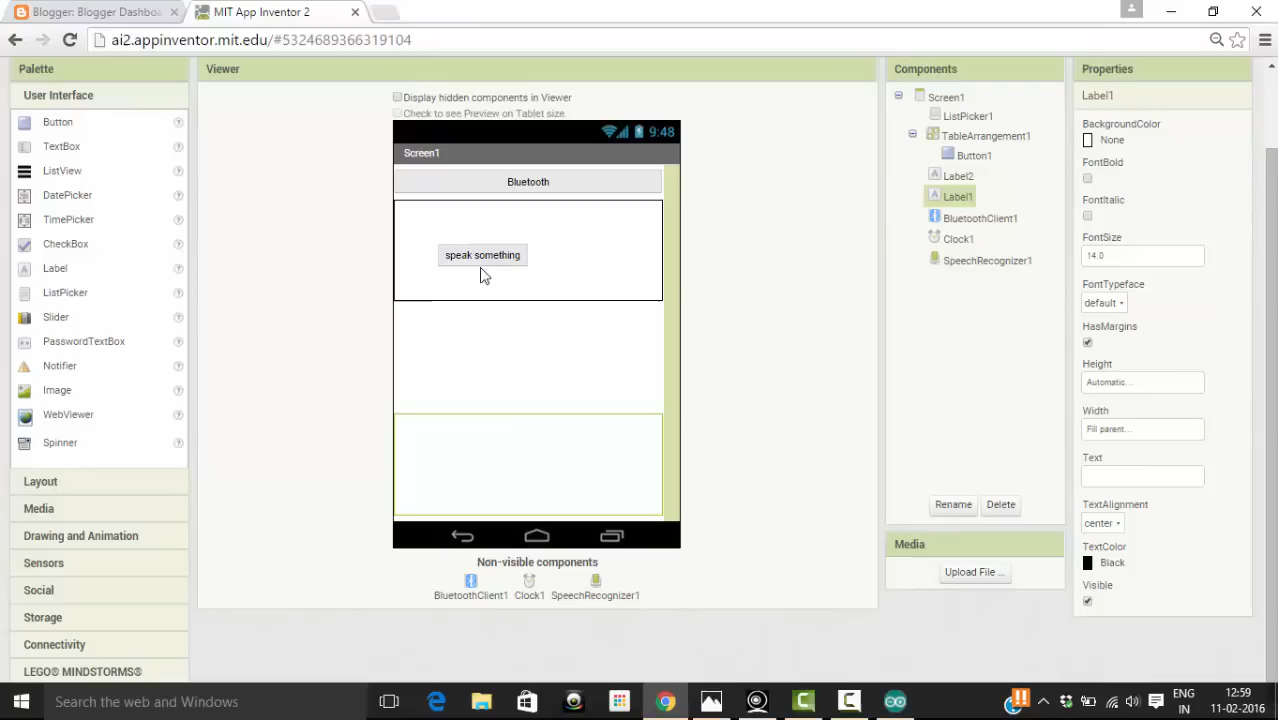 Blogger: Blogger Dashbo
MIT App Inventor 2
ai2.appinventor.mit.edu/#5324689366319104
Palette
User Interface
Button
TextBox
ListView
DatePicker
TimePicker
CheckBox
Label
ListPicker
Slider
PasswordTextBox
Notifier
Image
WebViewer
Spinner
Layout
Media
Drawing and Animation
Sensors
Social
Storage
Connectivity
LEGO® MINDSTORMS®
Viewer
Display hidden components in Viewer
Check to see Preview on Tablet size
9:48
Screen1
Bluetooth
speak something
Non-visible components
BluetoothClient1 Clock1 SpeechRecognizer1
Components
Screen1
ListPicker1
TableArrangement1
Button1
Label2
Label1
BluetoothClient1
Clock1
SpeechRecognizer1
Rename Delete
Media
Upload File ...
Properties
Label1
BackgroundColor
None
FontBold
FontItalic
FontSize
14.0
FontTypeface
default
HasMargins
Height
Automatic...
Width
Fill parent...
Text
TextAlignment
center
TextColor
Black
Visible
Search the web and Windows
ENG
IN
12:59
11-02-2016